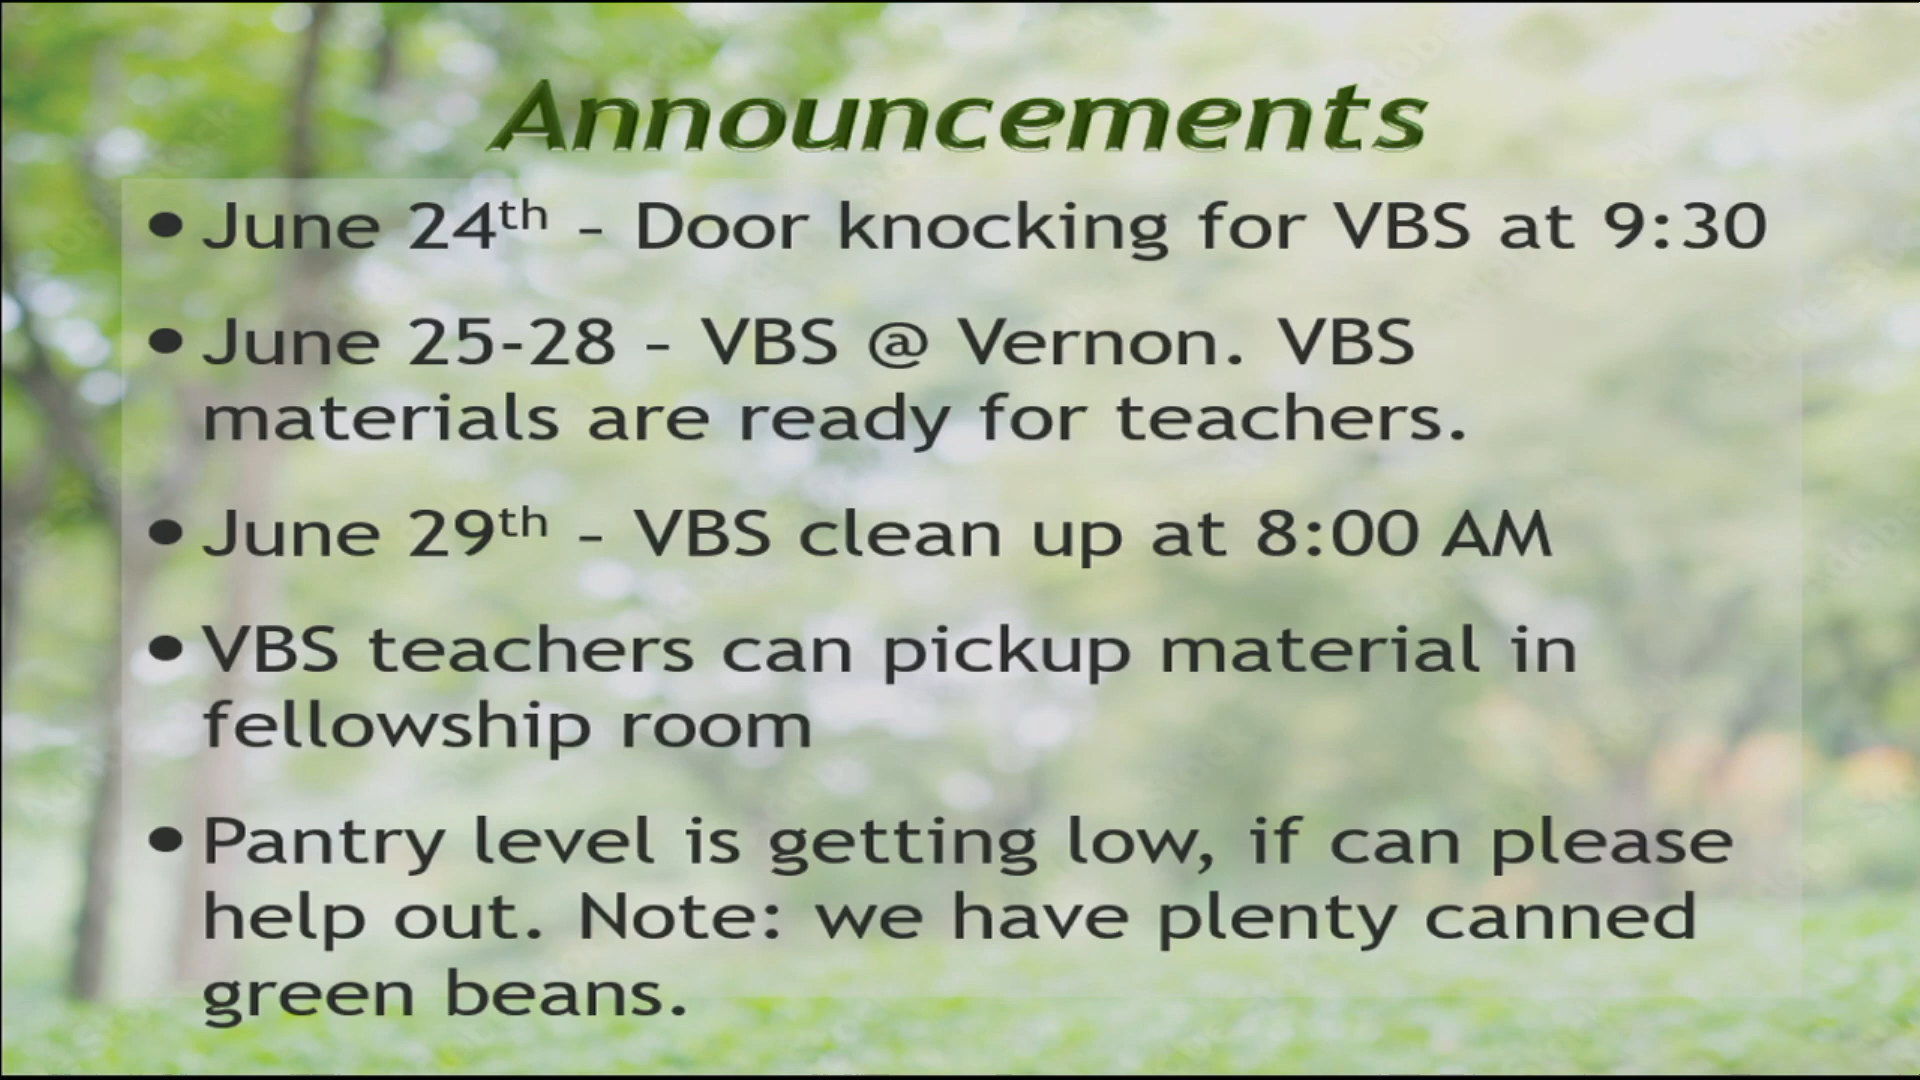 Announcements
• June 24th - Door knocking for VBS at 9:30
• June 25-28 - VBS @ Vernon. VBS
materials are ready for teachers.
• June 29th - VBS clean up at 8:00 AM
• VBS teachers can pickup material in
fellowship room
• Pantry level is getting low, if can please
help out. Note: we have plenty canned
green beans.